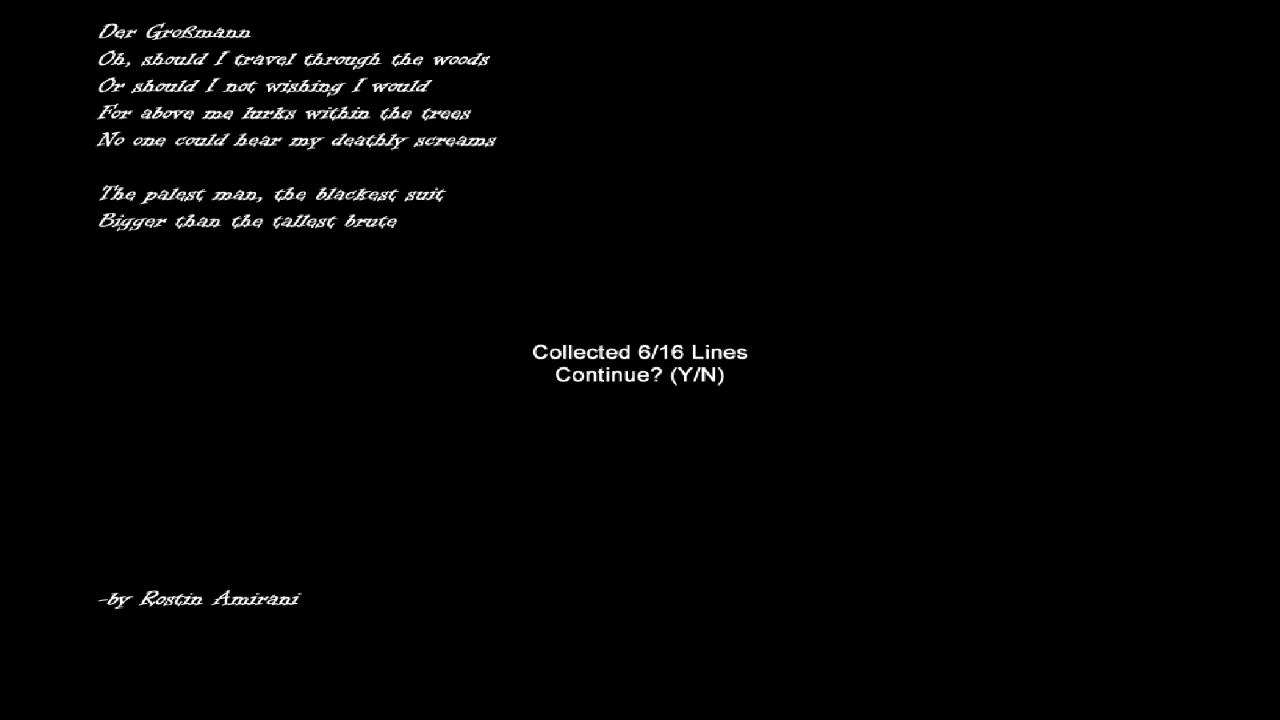 Der Großmann
Oh, should I travel through the woods
Or should I not wishing I would
For above me lurks within the trees
No one could hear my deathly screams
The palest man, the blackest suit
Bigger than the tallest brute
Collected 6/16 Lines
Continue? (Y/N)
-by Rostin Amirani